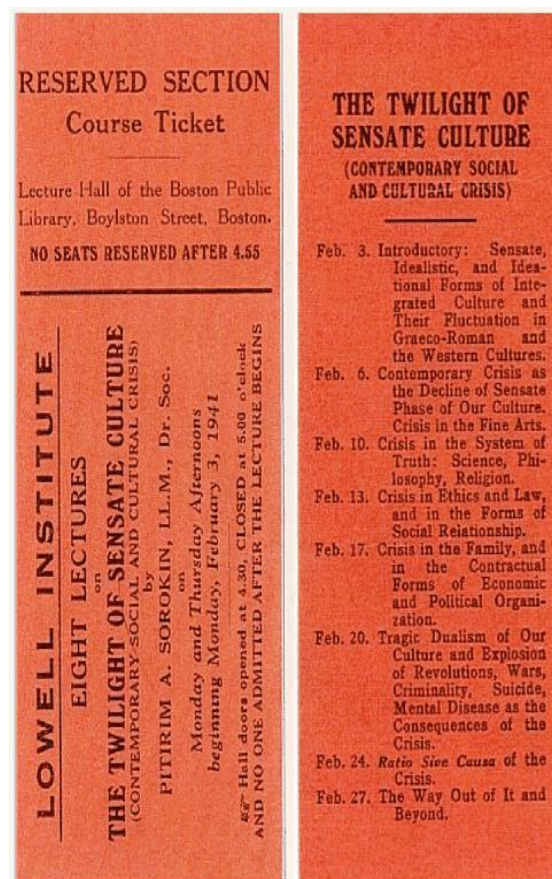 RESERVED SECTION
Course Ticket
Lecture Hall of the Boston Public
Library, Boylston Street, Boston.
NO SEATS RESERVED AFTER 4.55
LOWELL INSTITUTE
EIGHT LECTURES
on
THE TWILIGHT OF SENSATE CULTURE
(CONTEMPORARY SOCIAL AND CULTURAL CRISIS)
by
PITIRIM A. SOROKIN, LL.M., Dr. Soc.
on
Monday and Thursday Afternoons
beginning Monday, February 3, 1941
☞ Hall doors opened at 4.30, CLOSED at 5.00 o'clock
AND NO ONE ADMITTED AFTER THE LECTURE BEGINS
THE TWILIGHT OF
SENSATE CULTURE
(CONTEMPORARY SOCIAL
AND CULTURAL CRISIS)
Feb. 3. Introductory: Sensate,
Idealistic, and Idea-
tional Forms of Inte-
grated Culture and
Their Fluctuation in
Graeco-Roman and
the Western Cultures.
Feb. 6. Contemporary Crisis as
the Decline of Sensate
Phase of Our Culture.
Crisis in the Fine Arts.
Feb. 10. Crisis in the System of
Truth: Science, Phi-
losophy, Religion.
Feb. 13. Crisis in Ethics and Law,
and in the Forms of
Social Relationship.
Feb. 17. Crisis in the Family, and
in the Contractual
Forms of Economic
and Political Organi-
zation.
Feb. 20. Tragic Dualism of Our
Culture and Explosion
of Revolutions, Wars,
Criminality, Suicide,
Mental Disease as the
Consequences of the
Crisis.
Feb. 24. Ratio Sive Causa of the
Crisis.
Feb. 27. The Way Out of It and
Beyond.